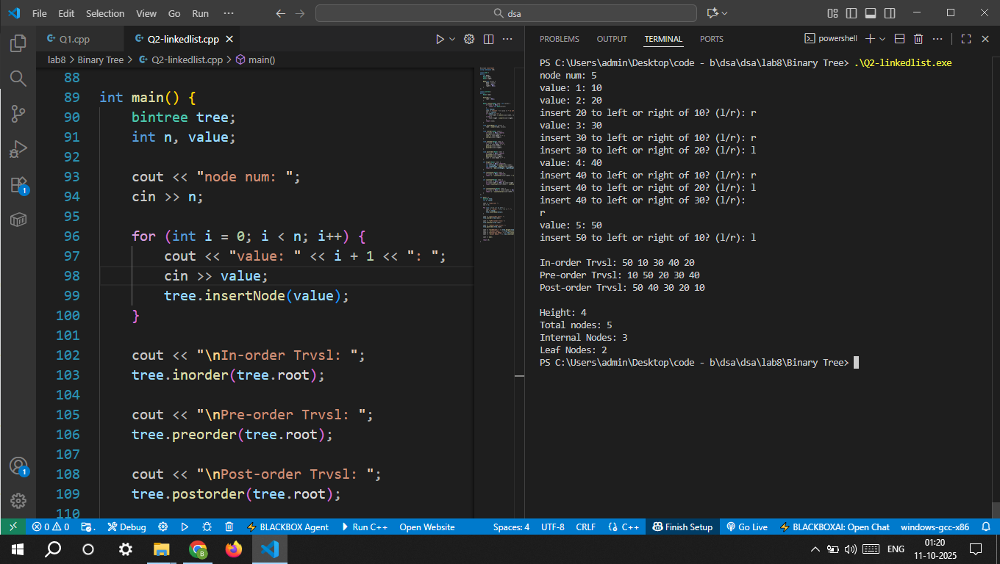 File Edit Selection View Go Run ··· dsa
Q1.cpp Q2-linkedlist.cpp
lab8 > Binary Tree > Q2-linkedlist.cpp > main()
88
89 int main() {
90 bintree tree;
91 int n, value;
92
93 cout << "node num: ";
94 cin >> n;
95
96 for (int i = 0; i < n; i++) {
97 cout << "value: " << i + 1 << ": ";
98 cin >> value;
99 tree.insertNode(value);
100 }
101
102 cout << "\nIn-order Trvsl: ";
103 tree.inorder(tree.root);
104
105 cout << "\nPre-order Trvsl: ";
106 tree.preorder(tree.root);
107
108 cout << "\nPost-order Trvsl: ";
109 tree.postorder(tree.root);
110
PROBLEMS OUTPUT TERMINAL PORTS powershell
PS C:\Users\admin\Desktop\code - b\dsa\dsa\lab8\Binary Tree> .\Q2-linkedlist.exe
node num: 5
value: 1: 10
value: 2: 20
insert 20 to left or right of 10? (l/r): r
value: 3: 30
insert 30 to left or right of 10? (l/r): r
insert 30 to left or right of 20? (l/r): l
value: 4: 40
insert 40 to left or right of 10? (l/r): r
insert 40 to left or right of 20? (l/r): l
insert 40 to left or right of 30? (l/r):
r
value: 5: 50
insert 50 to left or right of 10? (l/r): l
In-order Trvsl: 50 10 30 40 20
Pre-order Trvsl: 10 50 20 30 40
Post-order Trvsl: 50 40 30 20 10
Height: 4
Total nodes: 5
Internal Nodes: 3
Leaf Nodes: 2
PS C:\Users\admin\Desktop\code - b\dsa\dsa\lab8\Binary Tree>
1
1
0 0 Debug BLACKBOX Agent Run C++ Open Website Spaces: 4 UTF-8 CRLF C++ Finish Setup Go Live BLACKBOXAI: Open Chat windows-gcc-x86
B ENG 01:20
11-10-2025